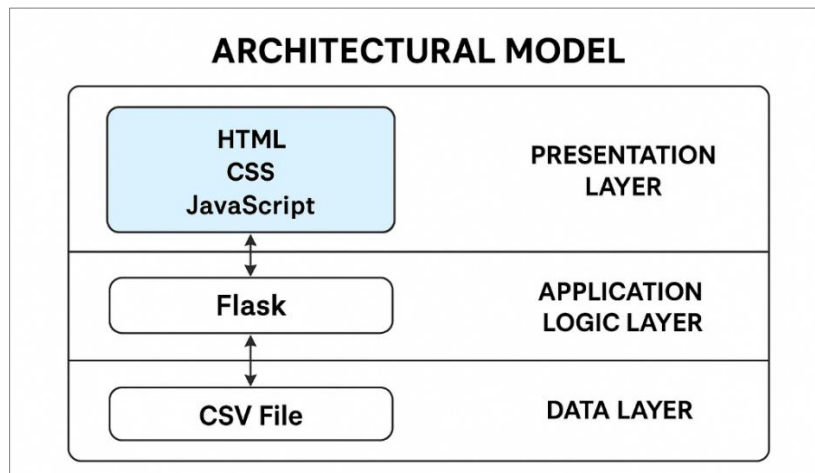 ARCHITECTURAL MODEL
HTML
CSS
JavaScript
PRESENTATION
LAYER
Flask
APPLICATION
LOGIC LAYER
CSV File
DATA LAYER